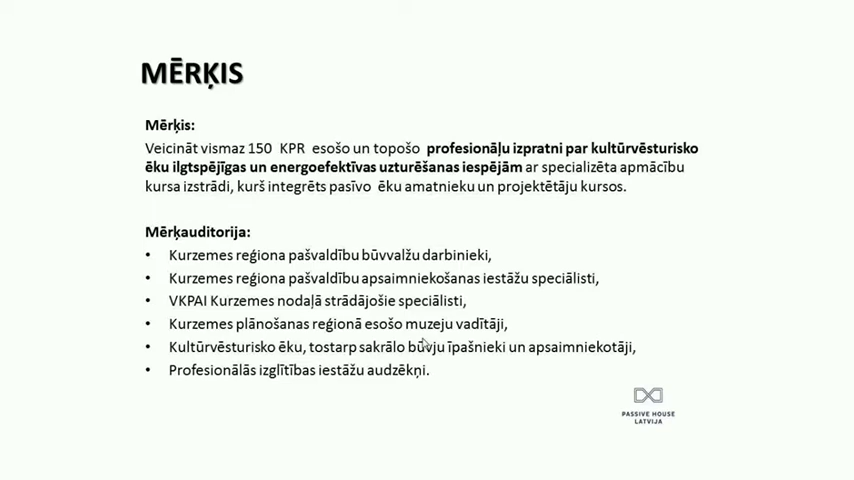 MĒRĶIS
Mērķis:
Veicināt vismaz 150 KPR esošo un topošo profesionāļu izpratni par kultūrvēsturisko
ēku ilgtspējīgas un energoefektīvas uzturēšanas iespējām ar specializēta apmācību
kursa izstrādi, kurš integrēts pasīvo ēku amatnieku un projektētāju kursos.
Mērķauditorija:
• Kurzemes reģiona pašvaldību būvvalžu darbinieki,
• Kurzemes reģiona pašvaldību apsaimniekošanas iestāžu speciālisti,
• VKPAI Kurzemes nodaļā strādājošie speciālisti,
• Kurzemes plānošanas reģionā esošo muzeju vadītāji,
• Kultūrvēsturisko ēku, tostarp sakrālo būvju īpašnieki un apsaimniekotāji,
• Profesionālās izglītības iestāžu audzēkņi.
PASSIVE HOUSE
LATVIJA